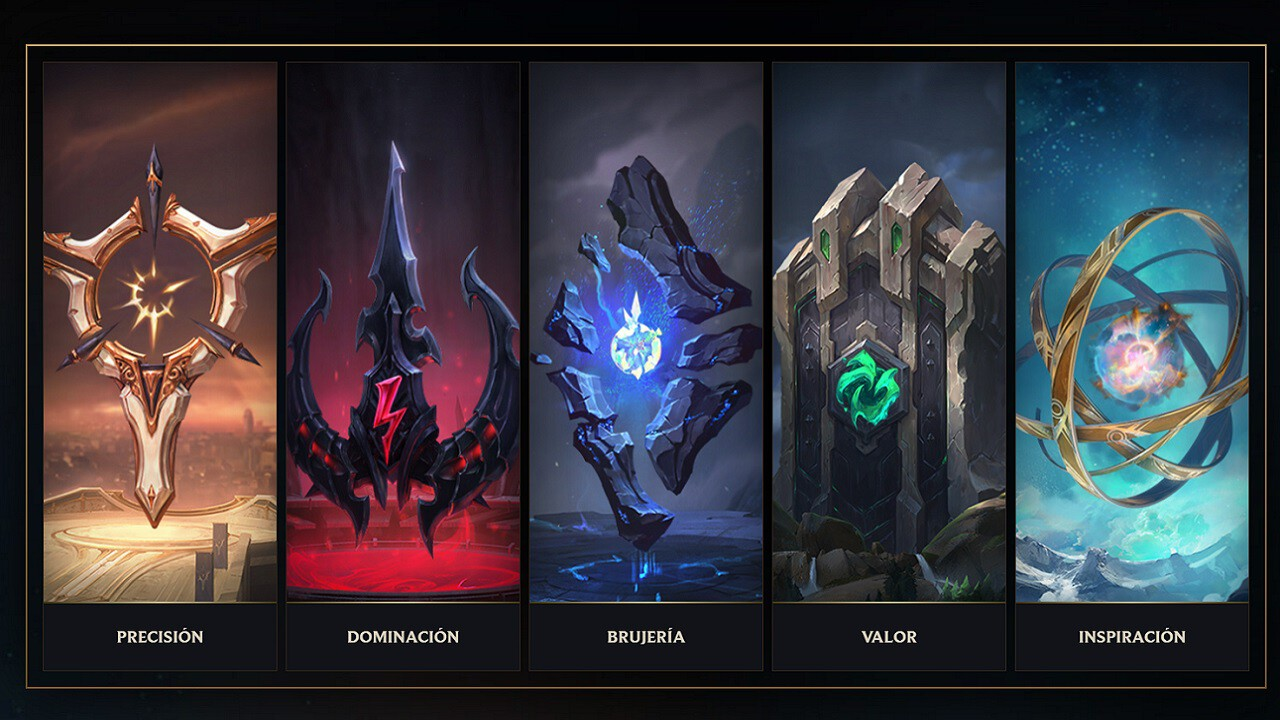 PRECISIÓN
DOMINACIÓN
BRUJERÍA
VALOR
INSPIRACIÓN